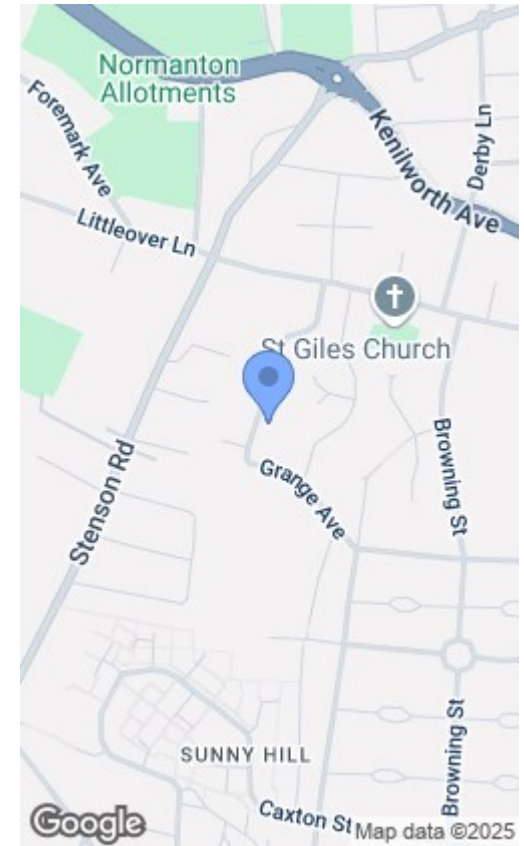 Normanton
Allotments
Foremark Ave
Kenilworth Ave
Derby Ln
Littleover Ln
St Giles Church
Stenson Rd
Grange Ave
Browning St
SUNNY HILL
Browning St
Caxton St
Google
Map data ©2025